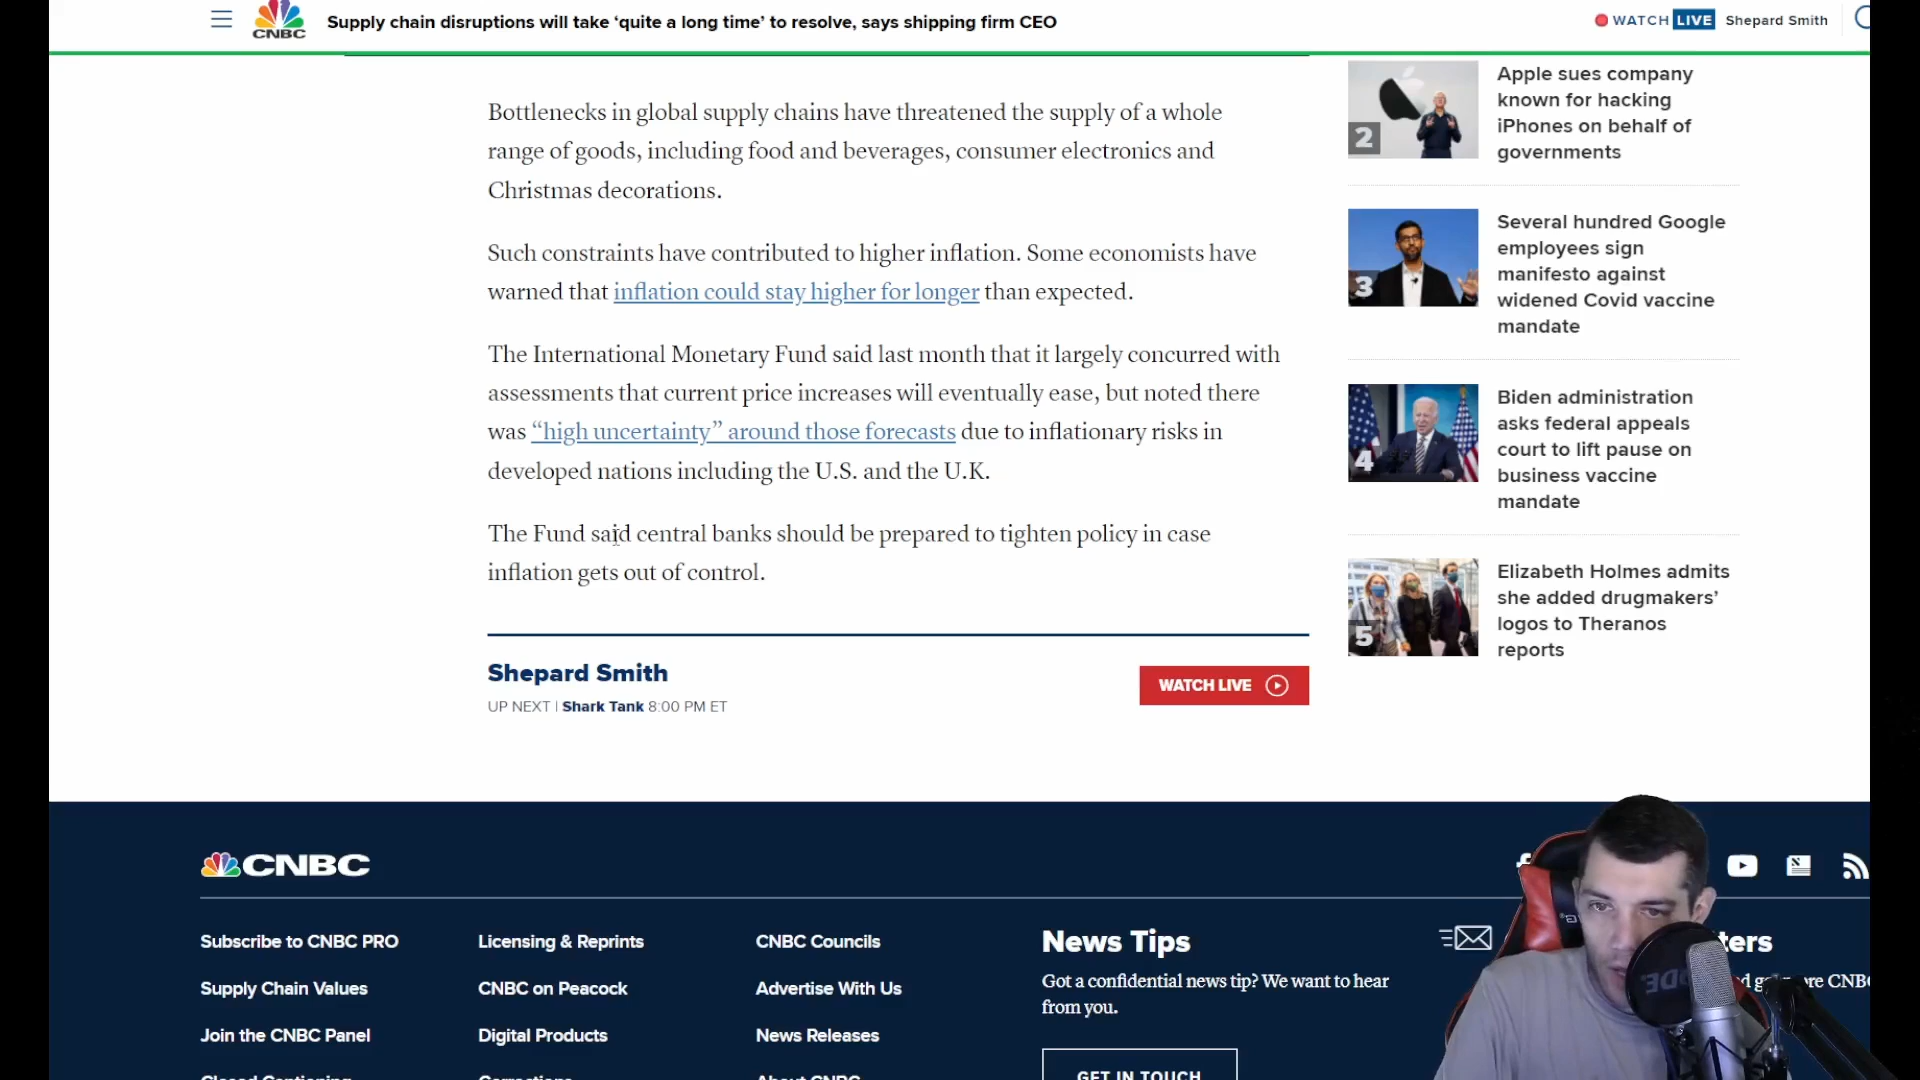 CNBC
Supply chain disruptions will take ‘quite a long time’ to resolve, says shipping firm CEO
WATCH LIVE Shepard Smith
Bottlenecks in global supply chains have threatened the supply of a whole
range of goods, including food and beverages, consumer electronics and
Christmas decorations.
Such constraints have contributed to higher inflation. Some economists have
warned that inflation could stay higher for longer than expected.
The International Monetary Fund said last month that it largely concurred with
assessments that current price increases will eventually ease, but noted there
was “high uncertainty” around those forecasts due to inflationary risks in
developed nations including the U.S. and the U.K.
The Fund said central banks should be prepared to tighten policy in case
inflation gets out of control.
Shepard Smith
UP NEXT | Shark Tank 8:00 PM ET
WATCH LIVE
2
Apple sues company
known for hacking
iPhones on behalf of
governments
3
Several hundred Google
employees sign
manifesto against
widened Covid vaccine
mandate
4
Biden administration
asks federal appeals
court to lift pause on
business vaccine
mandate
5
Elizabeth Holmes admits
she added drugmakers’
logos to Theranos
reports
CNBC
Subscribe to CNBC PRO
Supply Chain Values
Join the CNBC Panel
Closed Captioning
Licensing & Reprints
CNBC on Peacock
Digital Products
Corrections
CNBC Councils
Advertise With Us
News Releases
About CNBC
News Tips
Got a confidential news tip? We want to hear
from you.
GET IN TOUCH
ters
CNBC
RODE